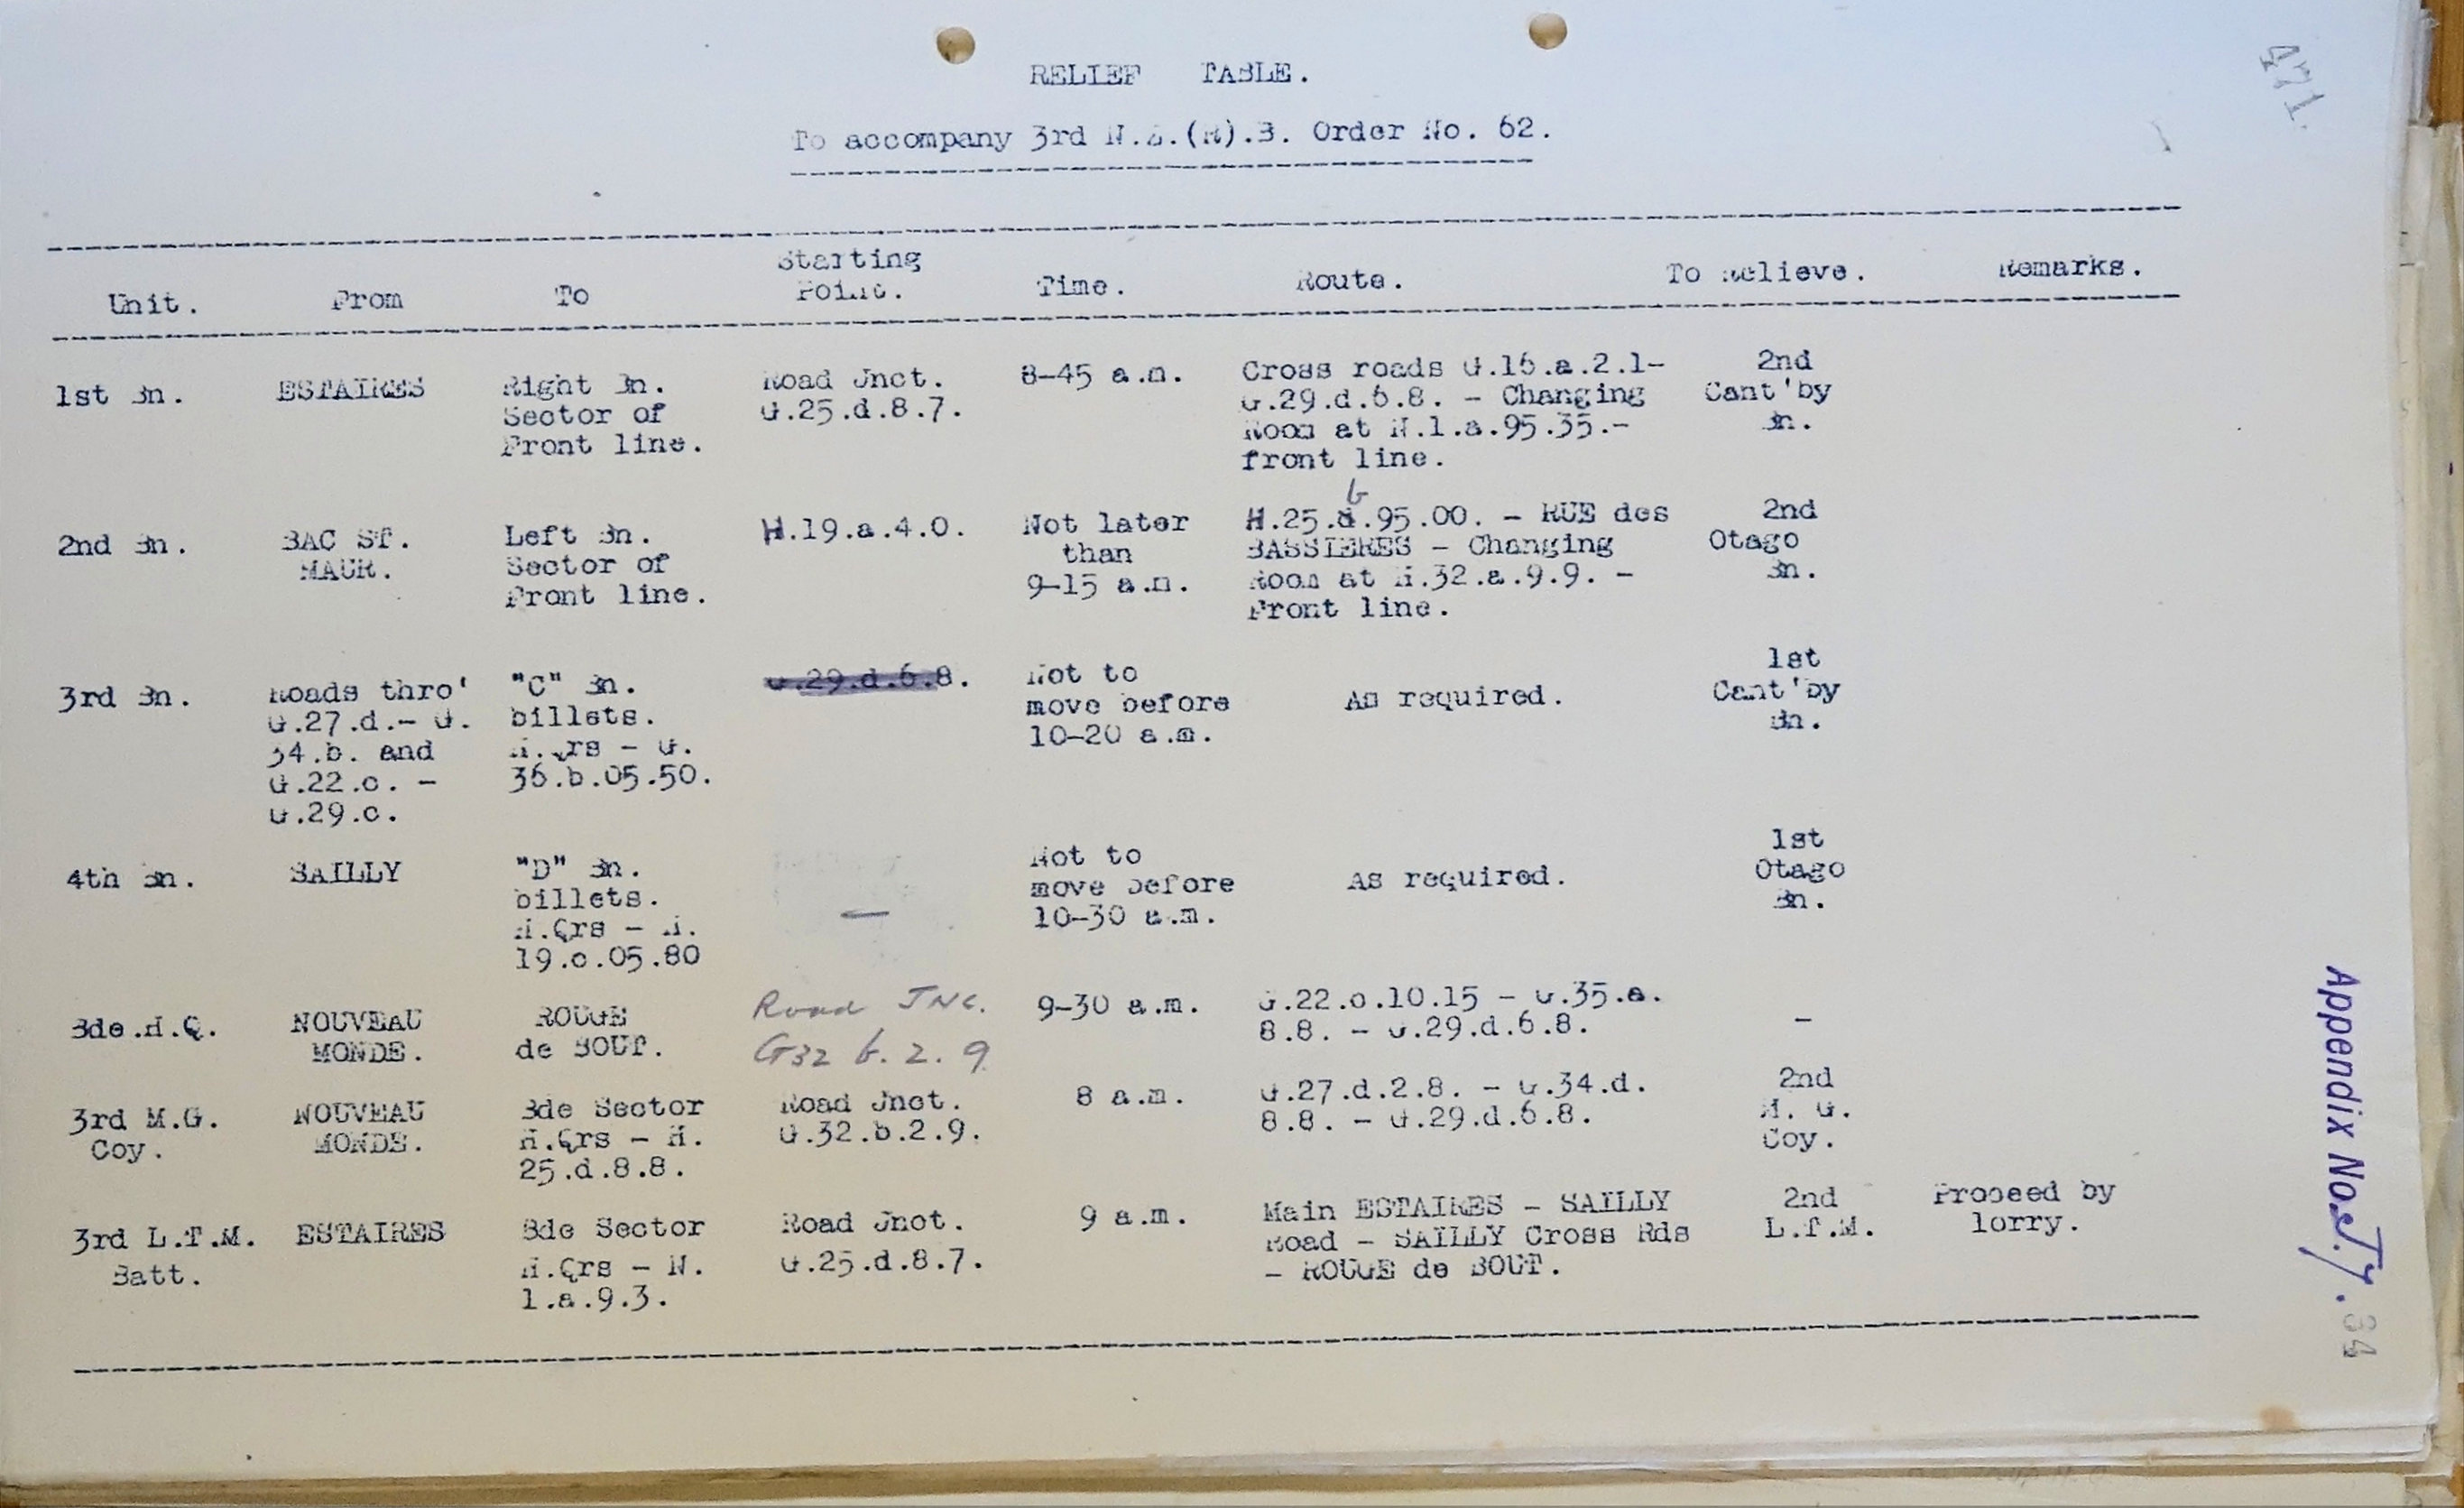 RELIEF TABLE.
471.
To accompany 3rd N.Z.(R).B. Order No. 62.
Unit. From To Starting Point. Time. Route. To Relieve. Remarks.
1st Bn. ESTAIRES Right Bn. Road Jnct. 8-45 a.m. Cross roads G.16.a.2.1- 2nd
Sector of G.25.d.8.7. G.29.d.6.8. - Changing Cant'by
Front line. Room at N.1.a.95.35.- Bn.
front line.
b
2nd Bn. BAC ST. Left Bn. H.19.a.4.0. Not later H.25.d.95.00. - RUE des 2nd
MAUR. Sector of than BASSIERES - Changing Otago
Front line. 9-15 a.m. Room at H.32.a.9.9. - Bn.
Front line.
3rd Bn. Roads thro' "C" Bn. G.29.d.6.8. Not to As required. 1st
G.27.d.- G. billets. move before Cant'by
34.b. and H.Qrs - G. 10-20 a.m. Bn.
G.22.c. - 36.b.05.50.
G.29.c.
4th Bn. SAILLY "D" Bn. - Not to As required. 1st
billets. move before Otago
H.Qrs - H. 10-30 a.m. Bn.
19.c.05.80
Bde.H.Q. NOUVEAU ROUGE Road JNC. 9-30 a.m. G.22.c.10.15 - G.35.a. -
MONDE. de BOUT. G32 b.2.9 8.8. - G.29.d.6.8.
3rd M.G. NOUVEAU Bde Sector Road Jnct. 8 a.m. G.27.d.2.8. - G.34.d. 2nd
Coy. MONDE. H.Qrs - H. G.32.b.2.9. 8.8. - G.29.d.6.8. M. G.
25.d.8.8. Coy.
3rd L.T.M. ESTAIRES Bde Sector Road Jnct. 9 a.m. Main ESTAIRES - SAILLY 2nd Proceed by
Batt. H.Qrs - N. G.25.d.8.7. Road - SAILLY Cross Rds L.T.M. lorry.
1.a.9.3. - ROUGE de BOUT.
Appendix No.
34